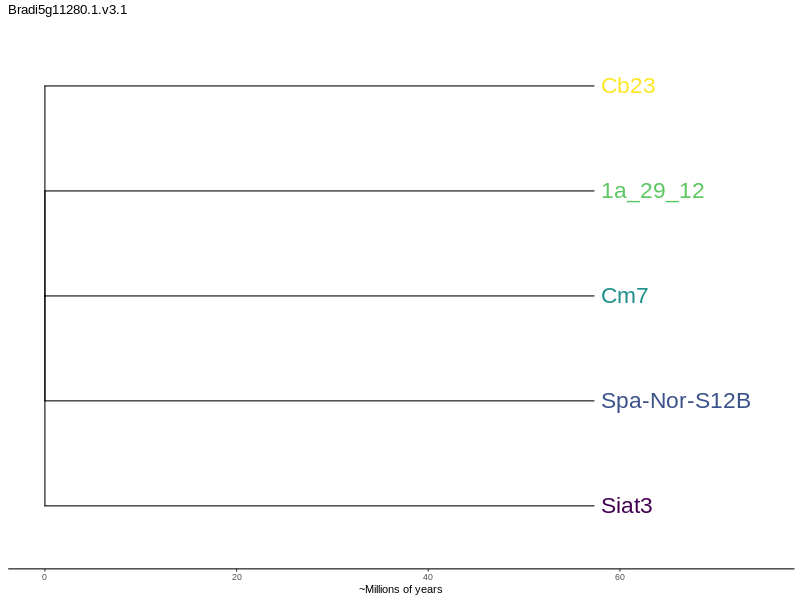 Bradi5g11280.1.v3.1
Cb23
1a_29_12
Cm7
Spa-Nor-S12B
Siat3
0 20 40 60
~Millions of years